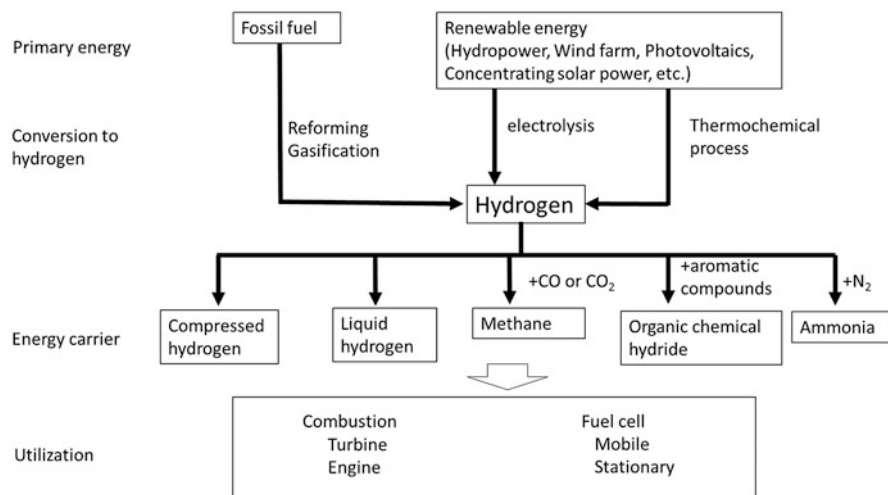 Primary energy
Fossil fuel
Renewable energy
(Hydropower, Wind farm, Photovoltaics,
Concentrating solar power, etc.)
Conversion to
hydrogen
Reforming
Gasification
electrolysis
Thermochemical
process
Hydrogen
+CO or CO₂
+aromatic
compounds
+N₂
Energy carrier
Compressed
hydrogen
Liquid
hydrogen
Methane
Organic chemical
hydride
Ammonia
Utilization
Combustion
Turbine
Engine
Fuel cell
Mobile
Stationary